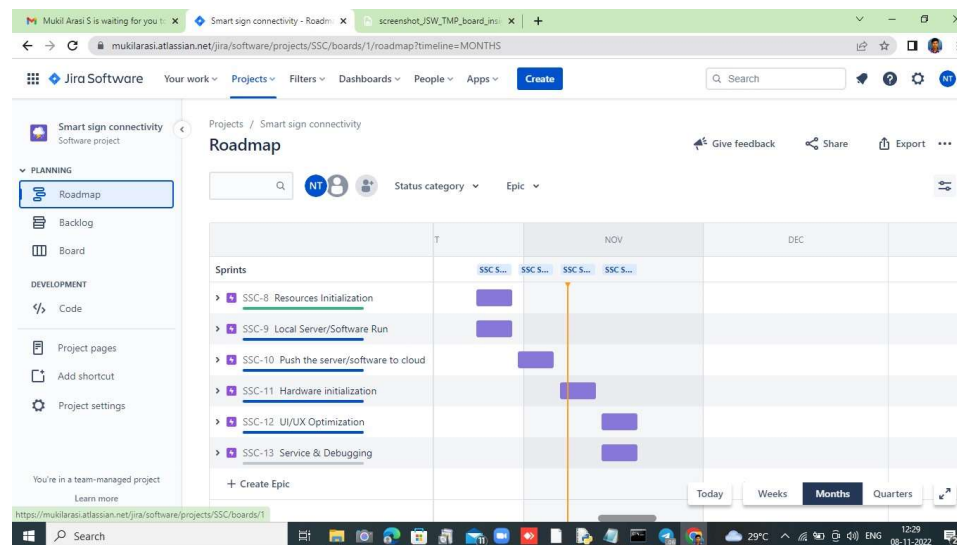 Mukil Arasi S is waiting for you t
Smart sign connectivity - Roadm
screenshot_JSW_TMP_board_insi
mukilarasi.atlassian.net/jira/software/projects/SSC/boards/1/roadmap?timeline=MONTHS
Jira Software Your work Projects Filters Dashboards People Apps Create Search NT
Smart sign connectivity
Software project
PLANNING
Roadmap
Backlog
Board
DEVELOPMENT
Code
Project pages
Add shortcut
Project settings
You're in a team-managed project
Learn more
Projects / Smart sign connectivity
Roadmap
Give feedback Share Export
NT Status category Epic
T NOV DEC
Sprints SSC S... SSC S... SSC S... SSC S...
SSC-8 Resources Initialization
SSC-9 Local Server/Software Run
SSC-10 Push the server/software to cloud
SSC-11 Hardware initialization
SSC-12 UI/UX Optimization
SSC-13 Service & Debugging
+ Create Epic
Today Weeks Months Quarters
https://mukilarasi.atlassian.net/jira/software/projects/SSC/boards/1
Search 29°C ENG 12:29
08-11-2022